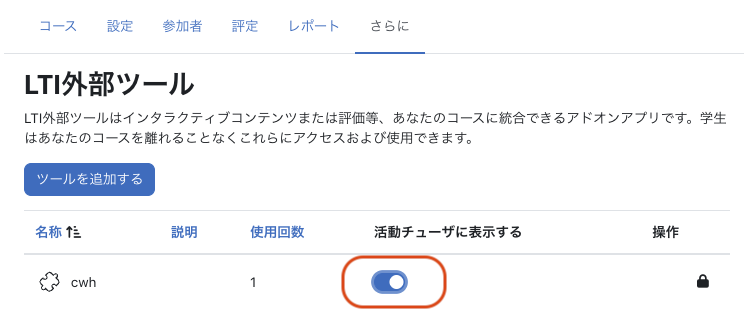 コース 設定 参加者 評定 レポート さらに
LTI外部ツール
LTI外部ツールはインタラクティブコンテンツまたは評価等、あなたのコースに統合できるアドオンアプリです。学生
はあなたのコースを離れることなくこれらにアクセスおよび使用できます。
ツールを追加する
名称 説明 使用回数 活動チューザに表示する 操作
cwh 1